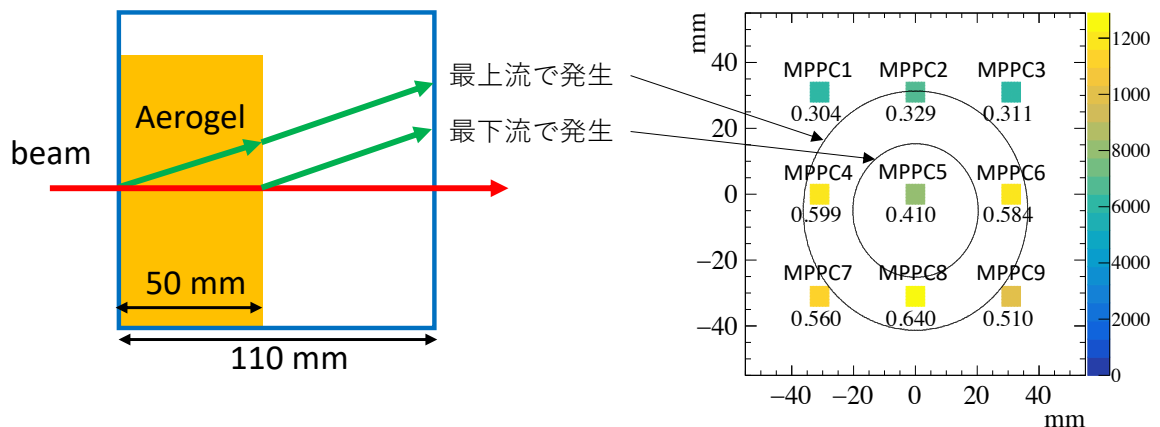 beam
Aerogel
50 mm
110 mm
最上流で発生
最下流で発生
mm
40
20
0
−20
−40
MPPC1
MPPC2
MPPC3
0.304
0.329
0.311
MPPC4
MPPC5
MPPC6
0.599
0.410
0.584
MPPC7
MPPC8
MPPC9
0.560
0.640
0.510
−40
−20
0
20
40
mm
1200
1000
8000
6000
4000
2000
0